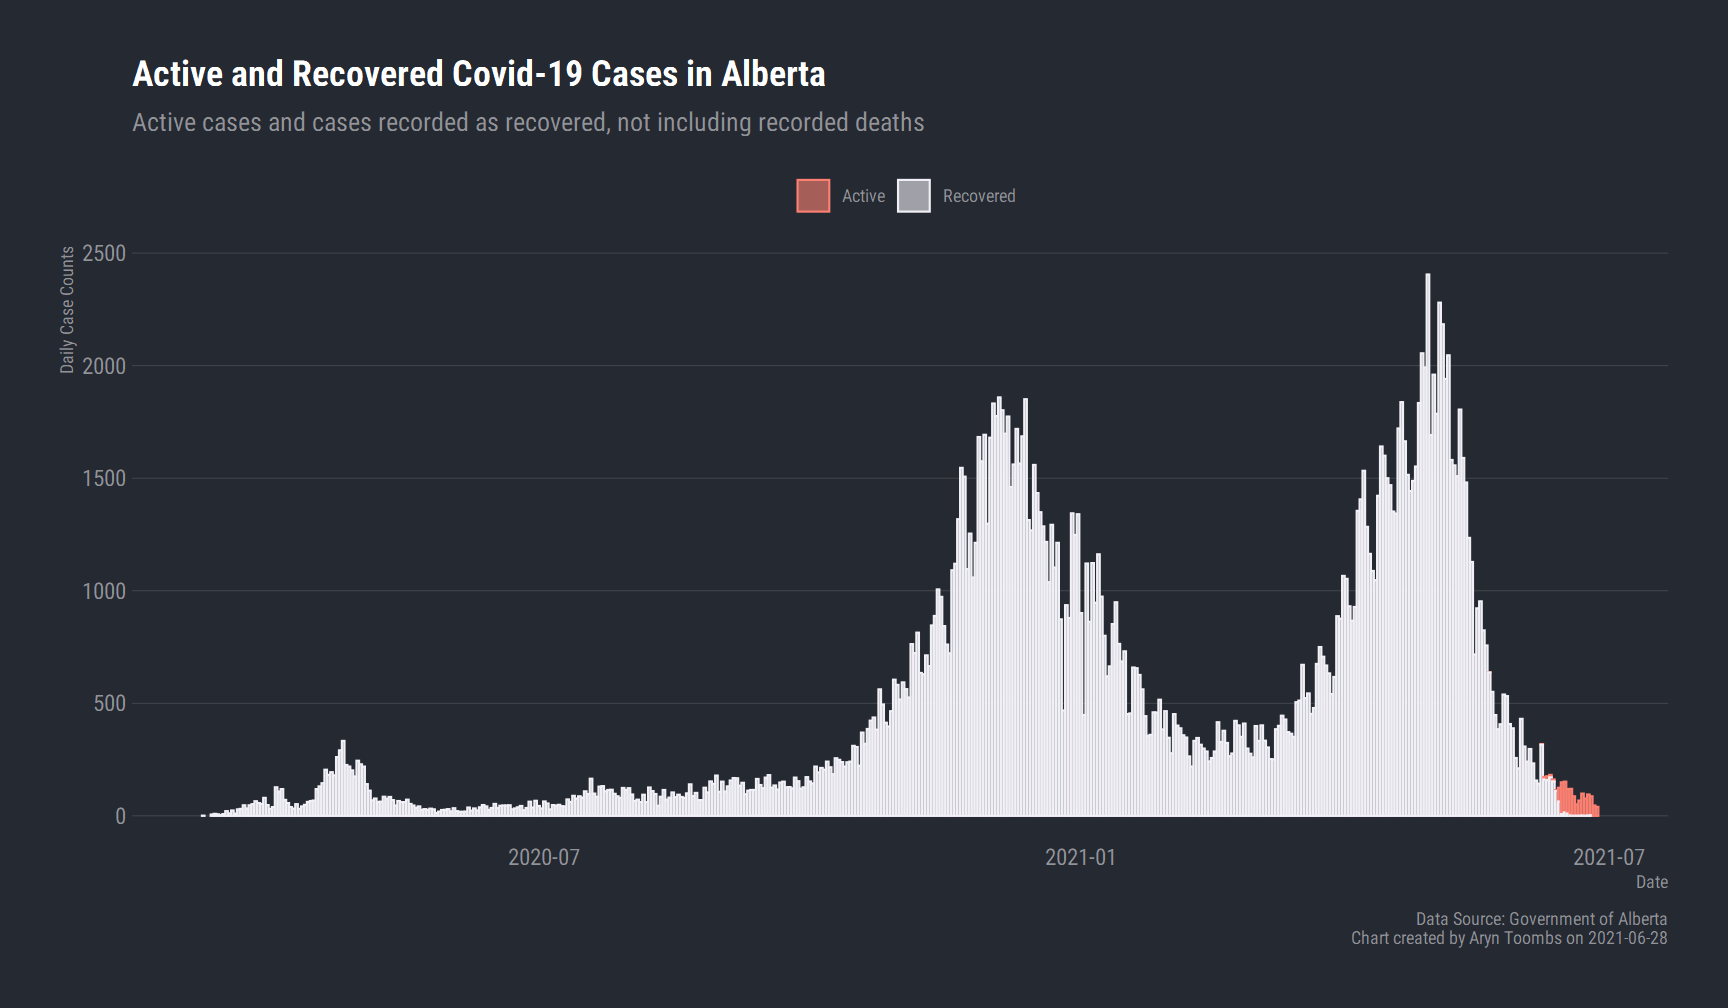 Active and Recovered Covid-19 Cases in Alberta
Active cases and cases recorded as recovered, not including recorded deaths
Active
Recovered
Daily Case Counts
2500
2000
1500
1000
500
0
2020-07
2021-01
2021-07
Date
Data Source: Government of Alberta
Chart created by Aryn Toombs on 2021-06-28